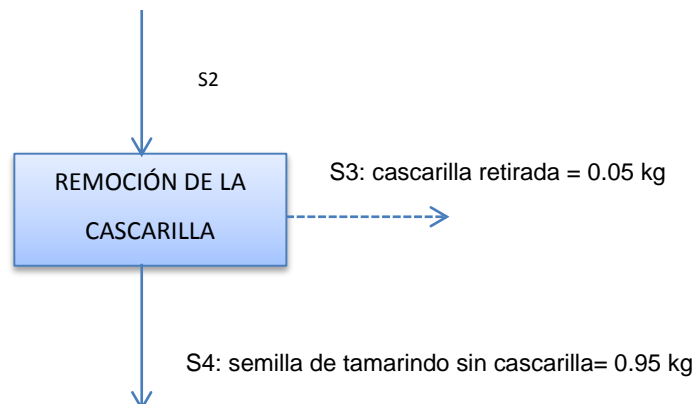 S2
REMOCIÓN DE LA
CASCARILLA
S3: cascarilla retirada = 0.05 kg
S4: semilla de tamarindo sin cascarilla= 0.95 kg